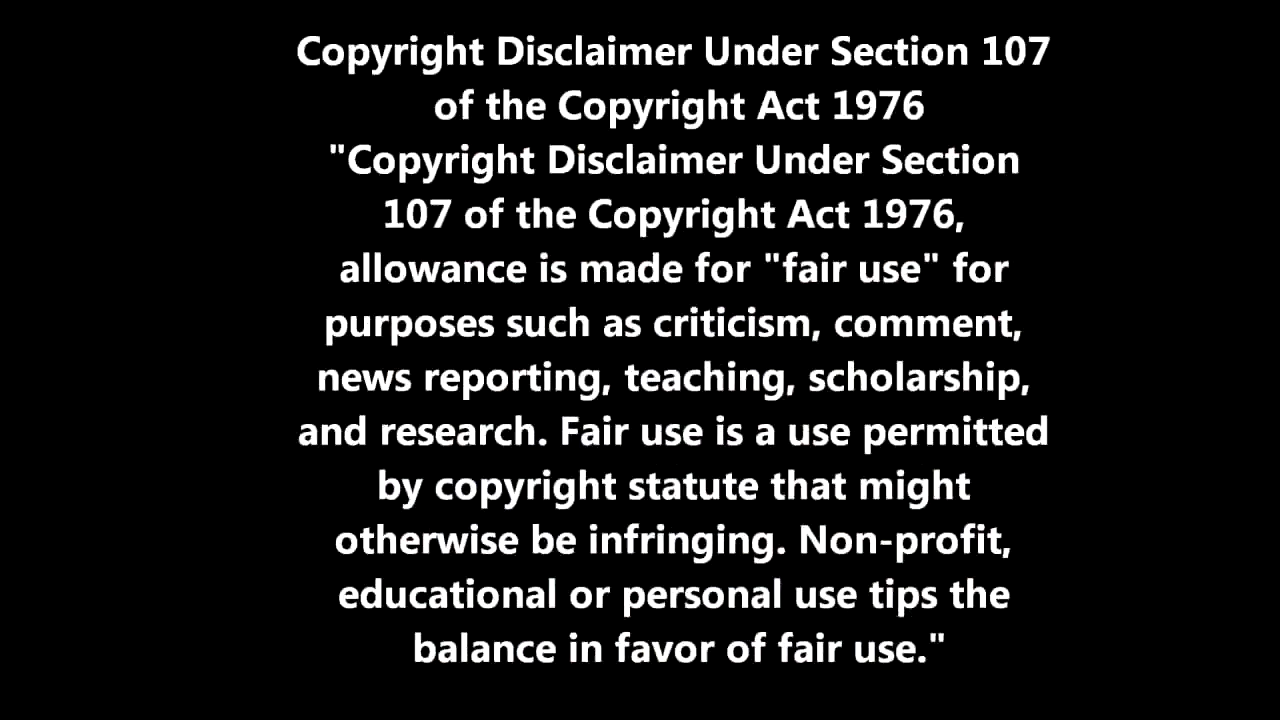 Copyright Disclaimer Under Section 107
of the Copyright Act 1976
"Copyright Disclaimer Under Section
107 of the Copyright Act 1976,
allowance is made for "fair use" for
purposes such as criticism, comment,
news reporting, teaching, scholarship,
and research. Fair use is a use permitted
by copyright statute that might
otherwise be infringing. Non-profit,
educational or personal use tips the
balance in favor of fair use."